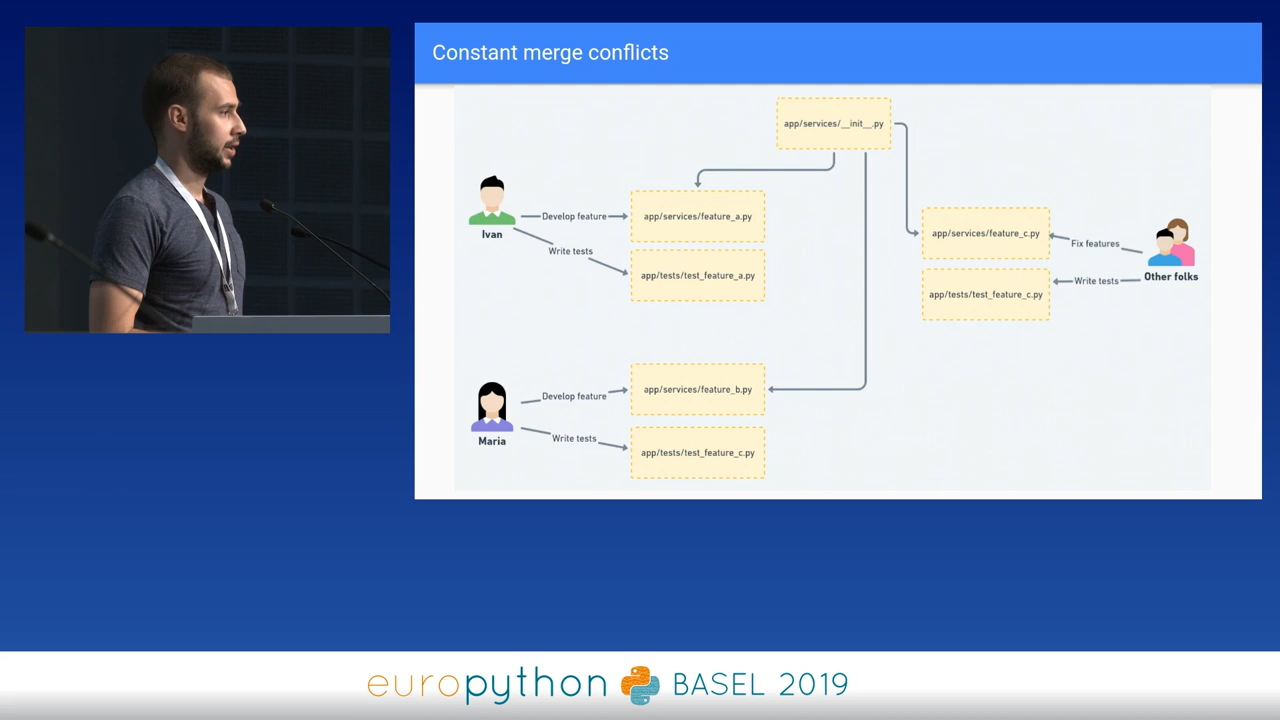 Constant merge conflicts
app/services/__init__.py
Ivan
Develop feature
Write tests
app/services/feature_a.py
app/tests/test_feature_a.py
app/services/feature_c.py
app/tests/test_feature_c.py
Fix features
Write tests
Other folks
Maria
Develop feature
Write tests
app/services/feature_b.py
app/tests/test_feature_c.py
europython BASEL 2019